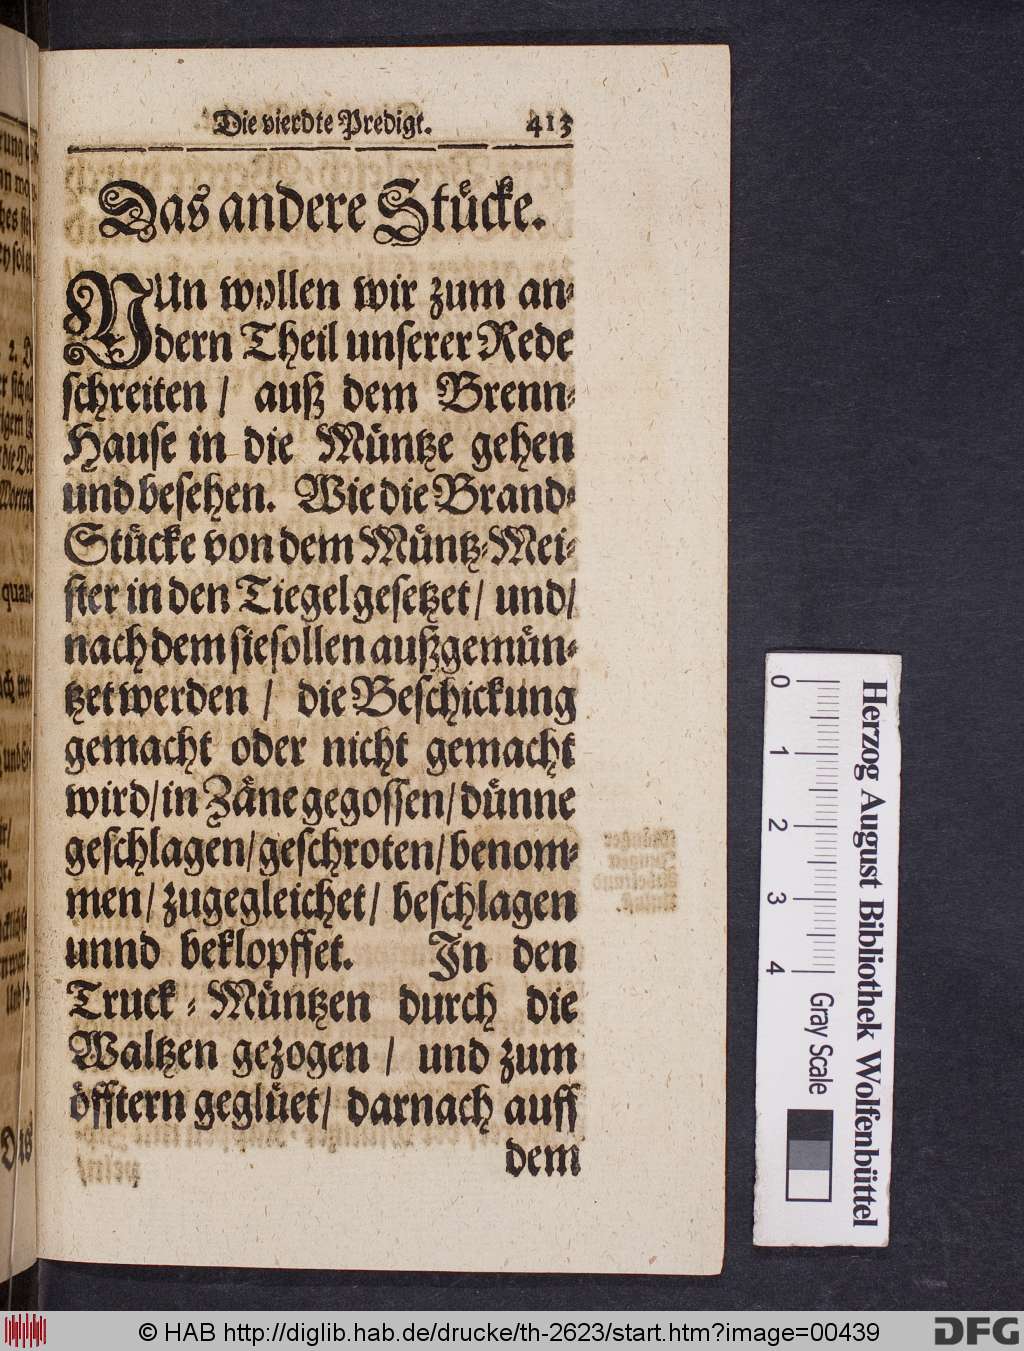 Die vierdte Predigt. 413
Das andere Stücke.
NUn wollen wir zum an-
dern Theil unserer Rede
schreiten / auß dem Brenn-
Hause in die Müntze gehen
und besehen. Wie die Brand-
Stücke von dem Müntz-Mei-
ster in den Tiegel gesetzet / und /
nach dem sie sollen außgemün-
tzet werden / die Beschickung
gemacht oder nicht gemacht
wird / in Zäne gegossen / dünne
geschlagen / geschroten / benom-
men / zugegleichet / beschlagen
unnd beklopffet. In den
Truck-Müntzen durch die
Waltzen gezogen / und zum
öfftern geglüet / darnach auff
dem
Herzog August Bibliothek Wolfenbüttel
0 1 2 3 4
Gray Scale
© HAB http://diglib.hab.de/drucke/th-2623/start.htm?image=00439
DFG